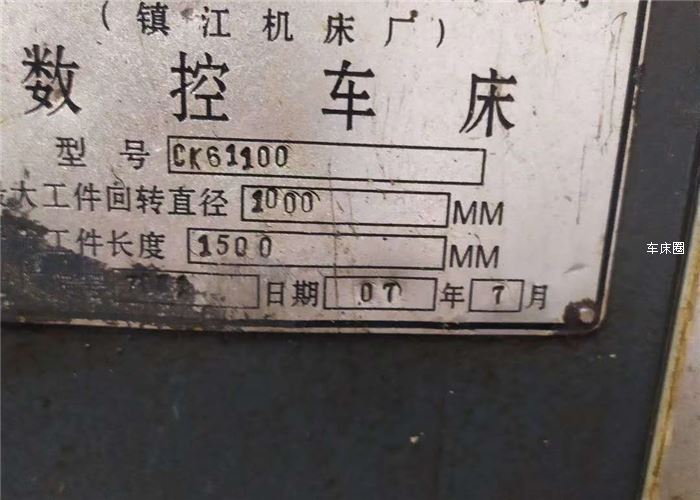 (镇江机床厂)
数控车床
型号 CK61100
大工件回转直径 1000 MM
工件长度 1500 MM
日期 07 年 7 月
车床圈